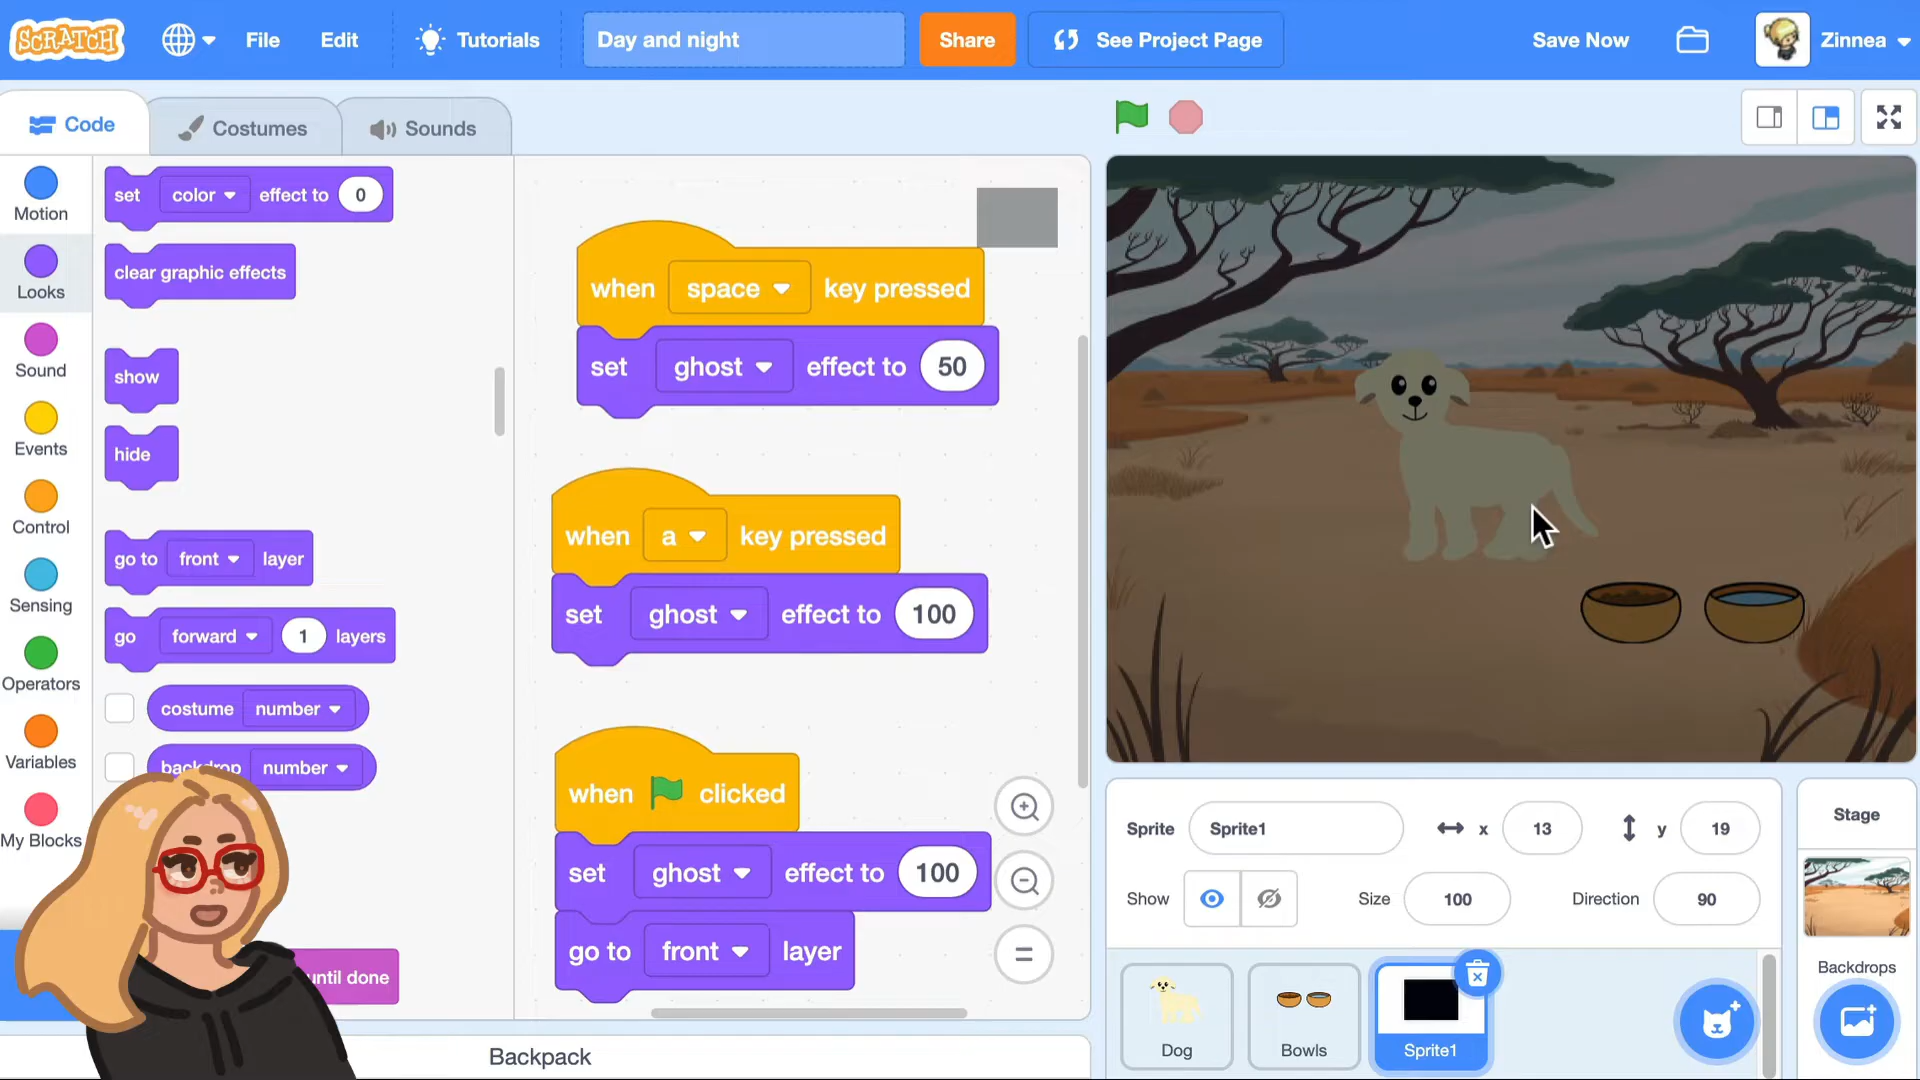 SCRATCH
File
Edit
Tutorials
Day and night
Share
See Project Page
Save Now
Zinnea
Code
Costumes
Sounds
Motion
Looks
Sound
Events
Control
Sensing
Operators
Variables
My Blocks
set color effect to 0
clear graphic effects
show
hide
go to front layer
go forward 1 layers
costume number
backdrop number
until done
when space key pressed
set ghost effect to 50
when a key pressed
set ghost effect to 100
when clicked
set ghost effect to 100
go to front layer
Backpack
Sprite Sprite1 x 13 y 19
Show Size 100 Direction 90
Dog
Bowls
Sprite1
Stage
Backdrops